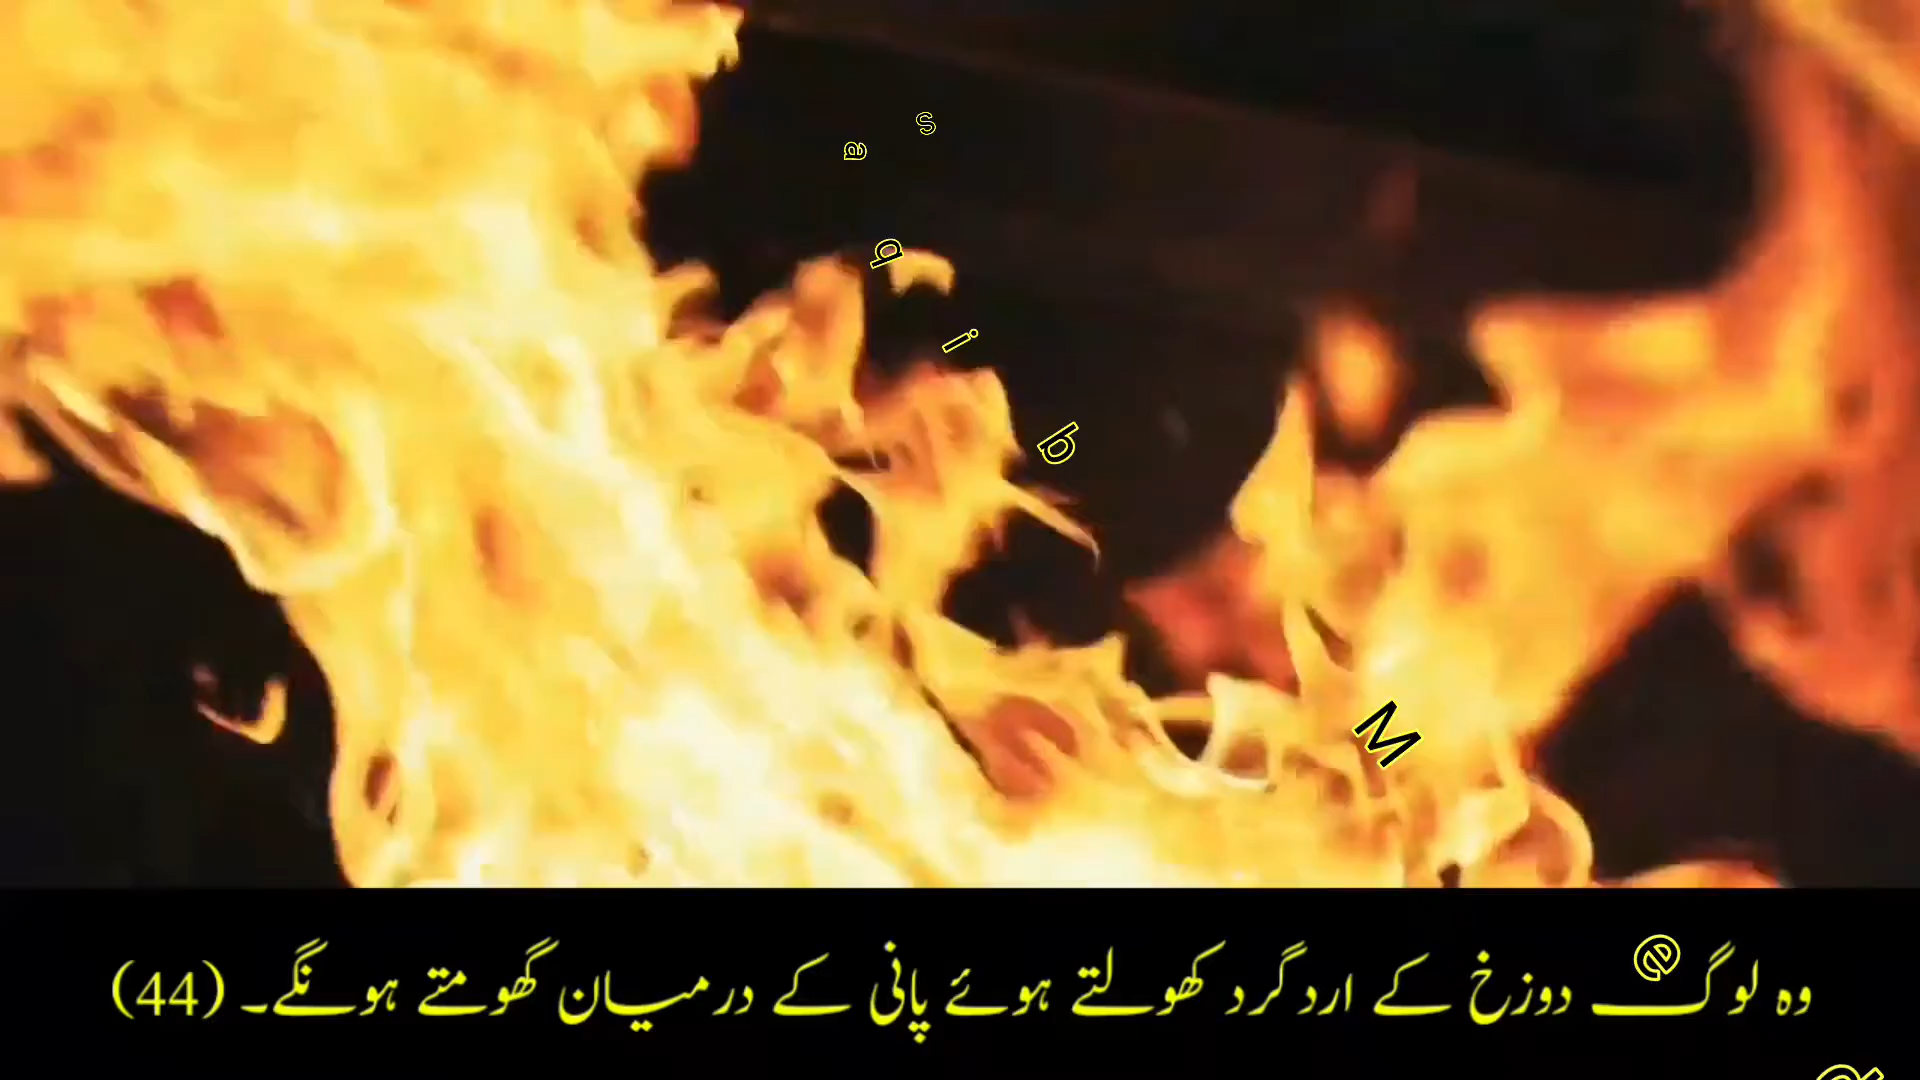 s
a
q
i
b
M
e
وہ لوگ دوزخ کے اردگرد کھولتے ہوئے پانی کے درمیان گھومتے ہونگے۔ (44)